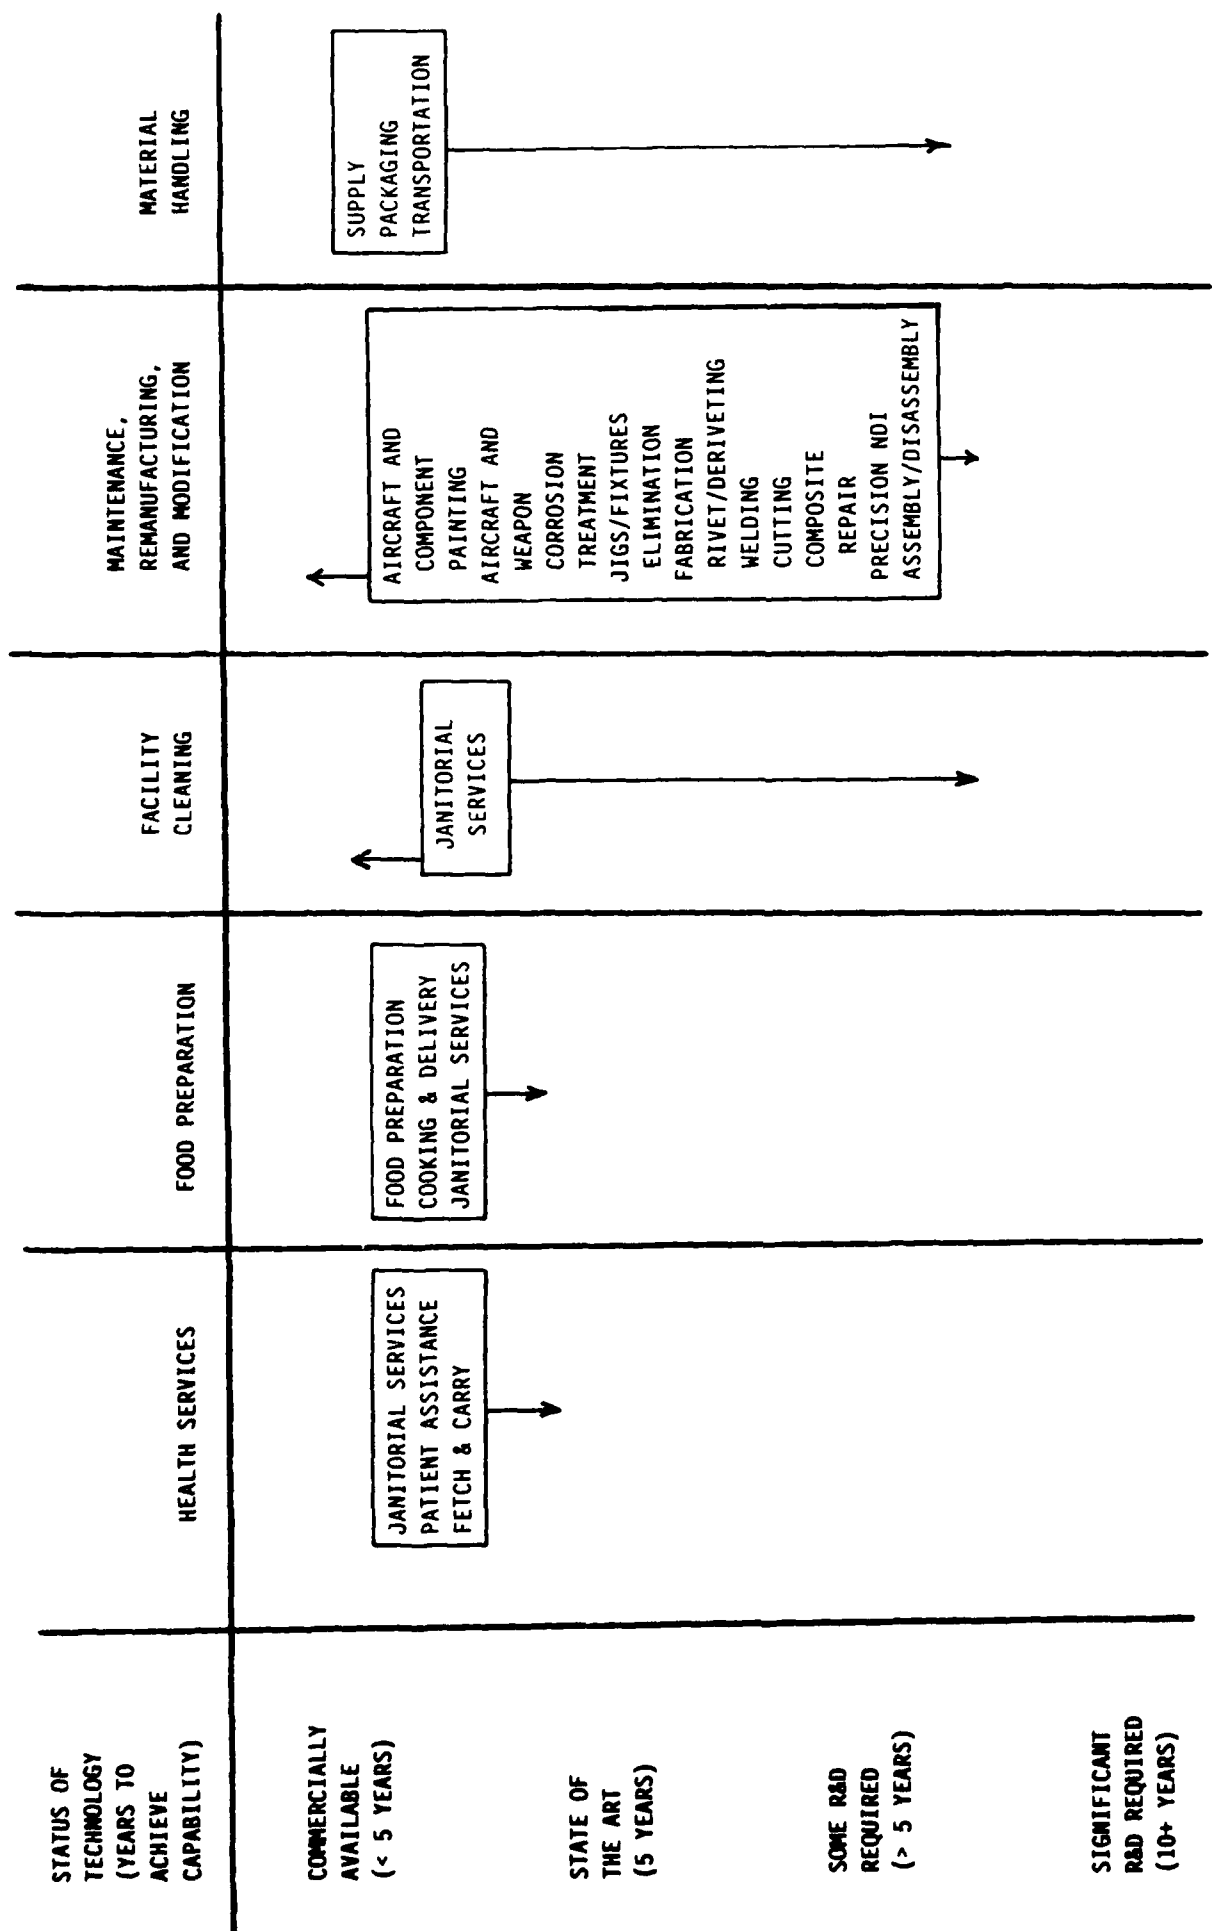 STATUS OF
TECHNOLOGY
(YEARS TO
ACHIEVE
CAPABILITY)
HEALTH SERVICES
FOOD PREPARATION
FACILITY
CLEANING
MAINTENANCE,
REMANUFACTURING,
AND MODIFICATION
MATERIAL
HANDLING
COMMERCIALLY
AVAILABLE
(< 5 YEARS)
STATE OF
THE ART
(5 YEARS)
SOME R&D
REQUIRED
(> 5 YEARS)
SIGNIFICANT
R&D REQUIRED
(10+ YEARS)
JANITORIAL SERVICES
PATIENT ASSISTANCE
FETCH & CARRY
FOOD PREPARATION
COOKING & DELIVERY
JANITORIAL SERVICES
JANITORIAL
SERVICES
AIRCRAFT AND
COMPONENT
PAINTING
AIRCRAFT AND
WEAPON
CORROSION
TREATMENT
JIGS/FIXTURES
ELIMINATION
FABRICATION
RIVET/DERIVETING
WELDING
CUTTING
COMPOSITE
REPAIR
PRECISION NDI
ASSEMBLY/DISASSEMBLY
SUPPLY
PACKAGING
TRANSPORTATION